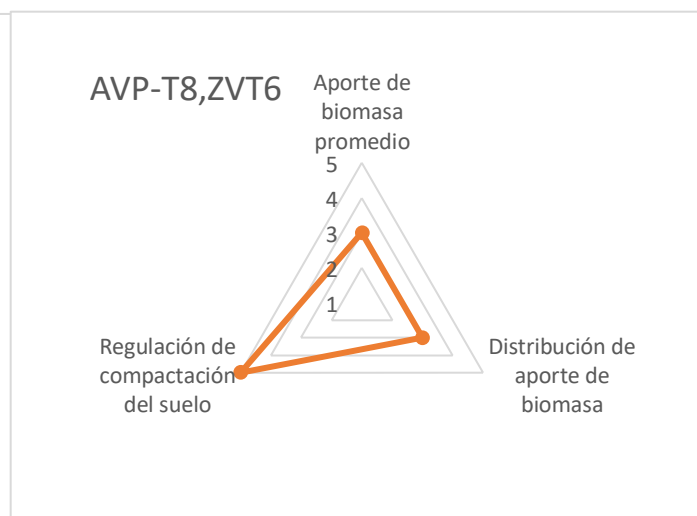 AVP-T8,ZVT6
Aporte de
biomasa
promedio
5
4
3
2
1
Regulación de
compactación
del suelo
Distribución de
aporte de
biomasa